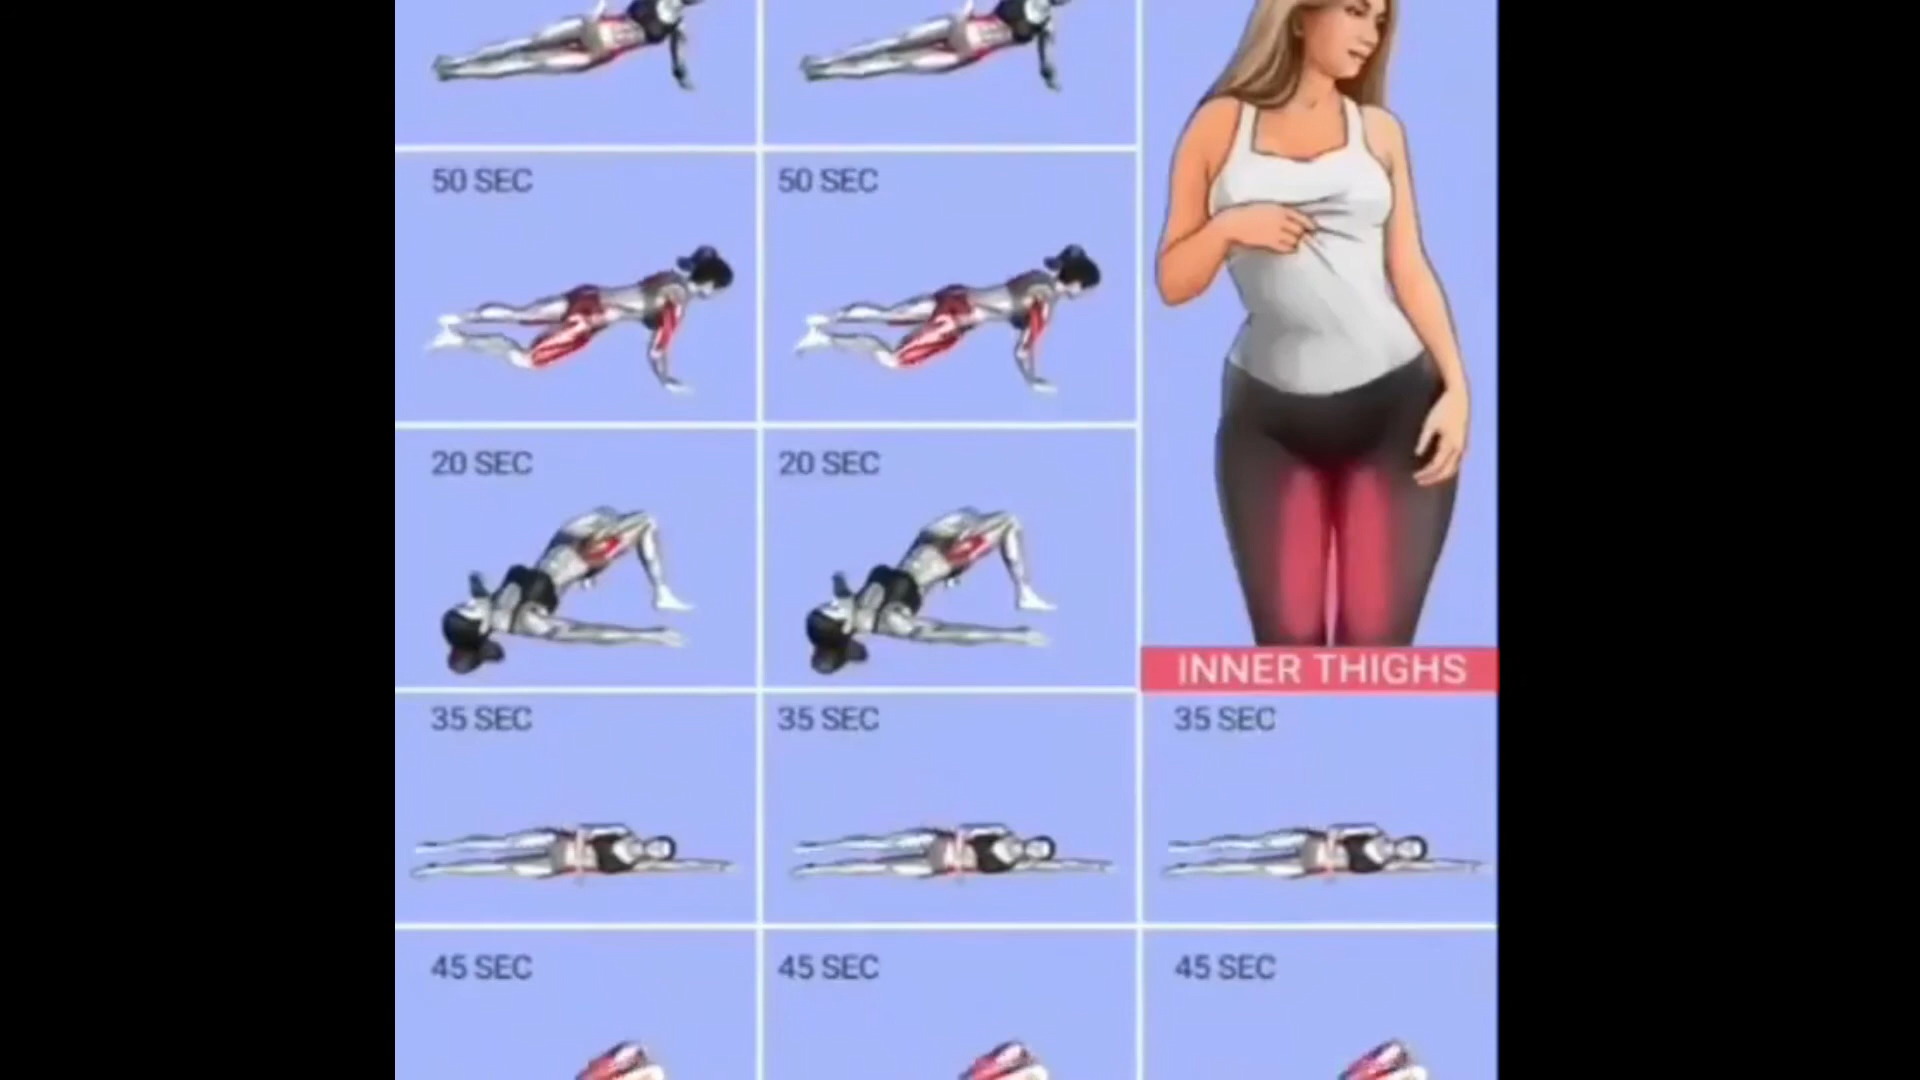 50 SEC 50 SEC
20 SEC 20 SEC
INNER THIGHS
35 SEC 35 SEC 35 SEC
45 SEC 45 SEC 45 SEC